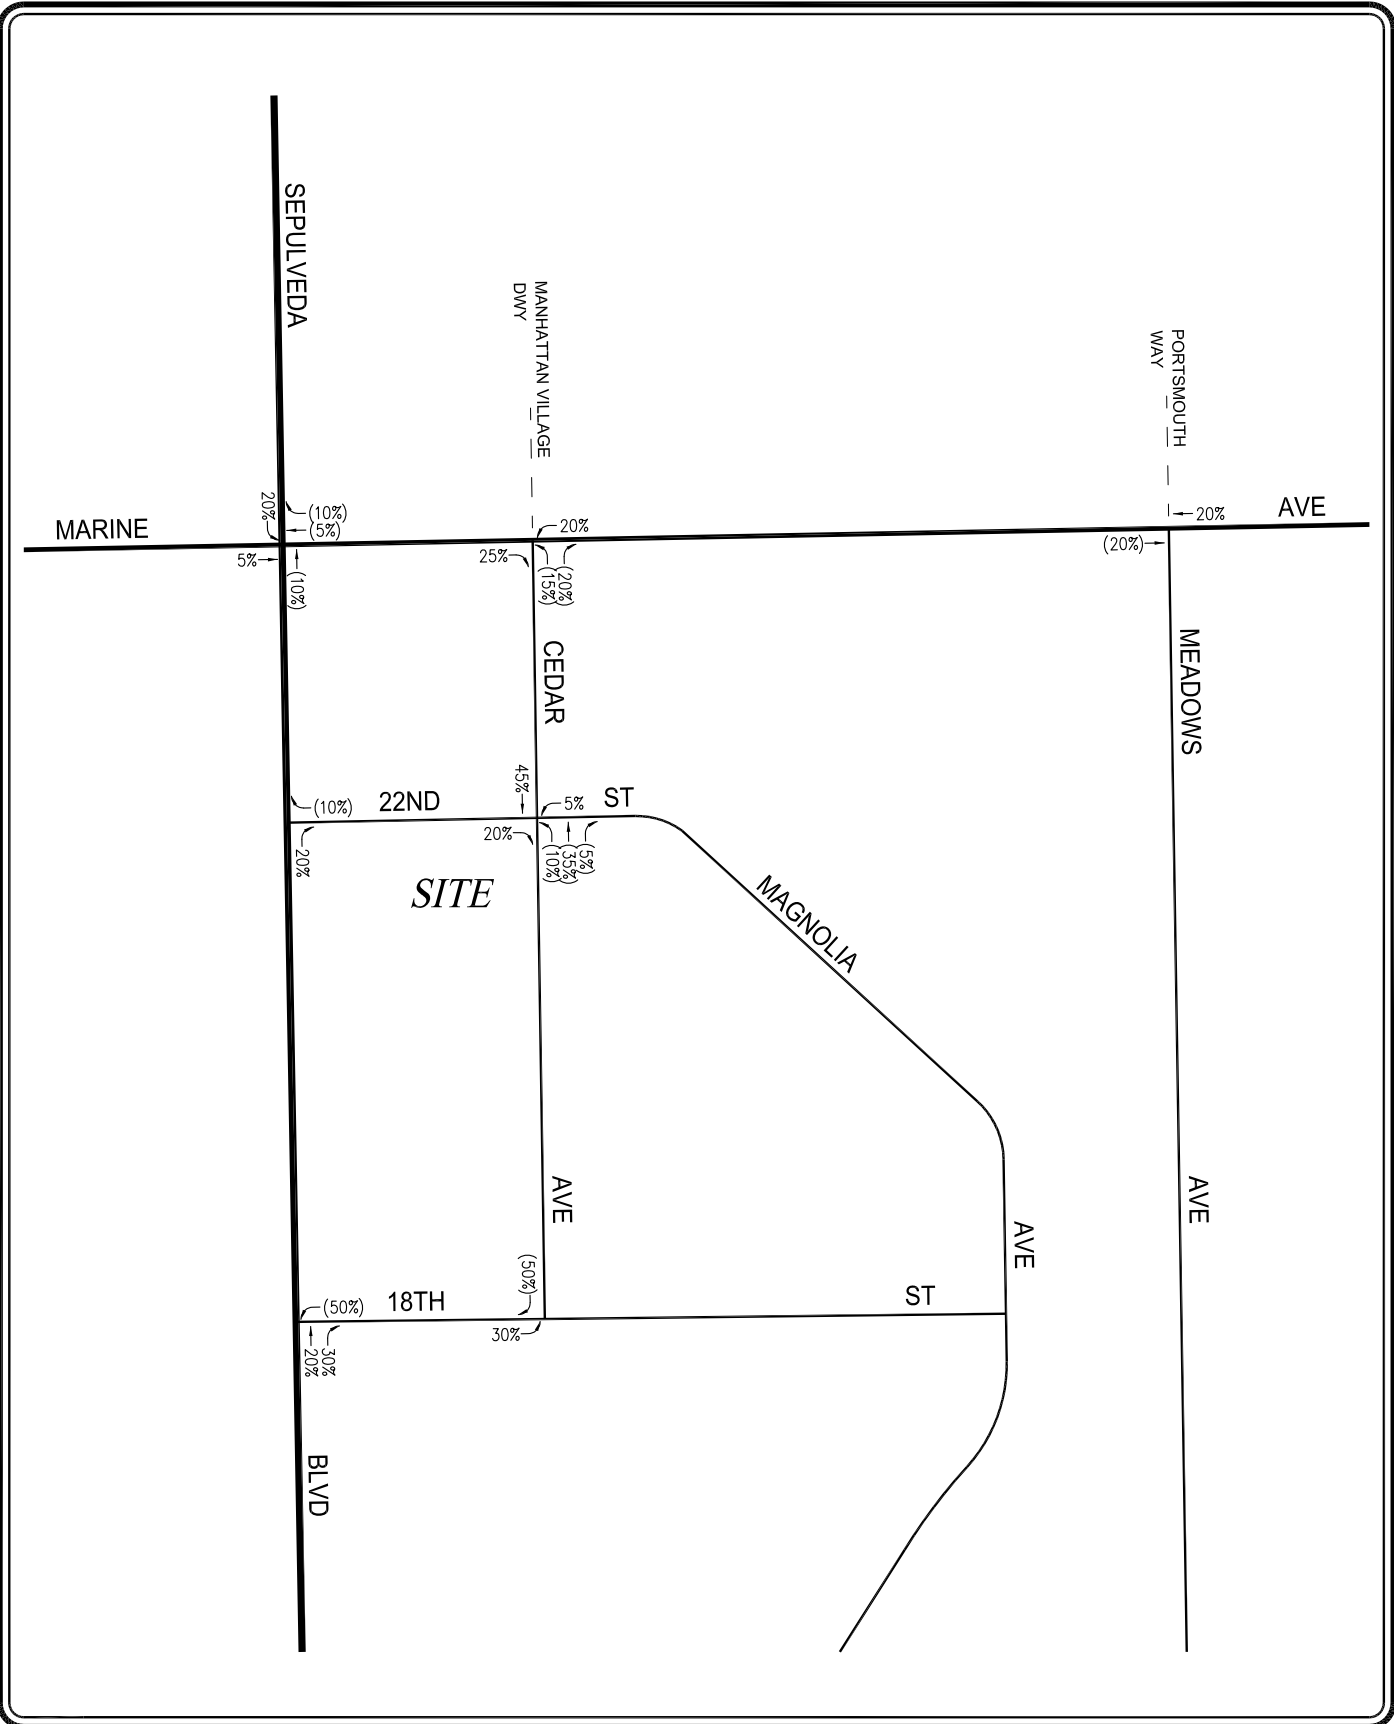 SEPULVEDA
MANHATTAN VILLAGE
DWY
PORTSMOUTH
WAY
20%
(10%)
(5%)
MARINE
20%
AVE
20%
5%
(10%)
25%
(15%)
(20%)
(20%)
CEDAR
MEADOWS
45%
(10%)
22ND
5%
ST
20%
20%
(10%)
(35%)
(5%)
SITE
MAGNOLIA
AVE
AVE
AVE
(50%)
(50%)
18TH
ST
30%
20%
30%
BLVD